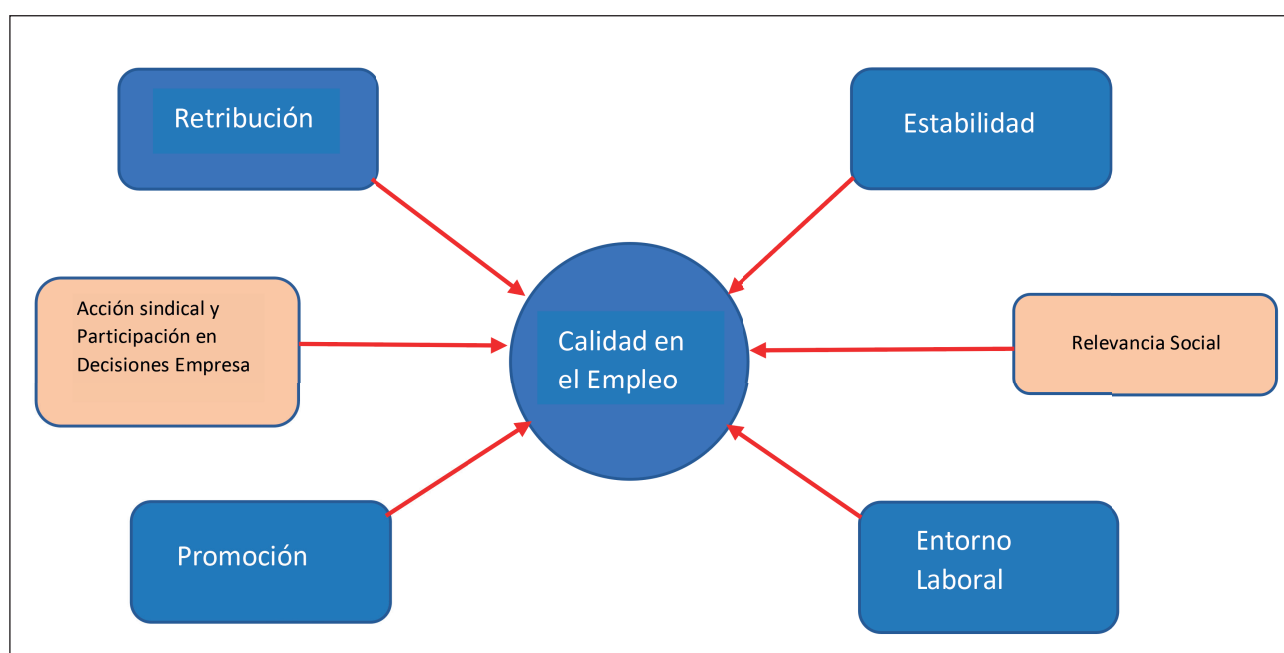 Retribución
Estabilidad
Acción sindical y
Participación en
Decisiones Empresa
Calidad en
el Empleo
Relevancia Social
Promoción
Entorno
Laboral